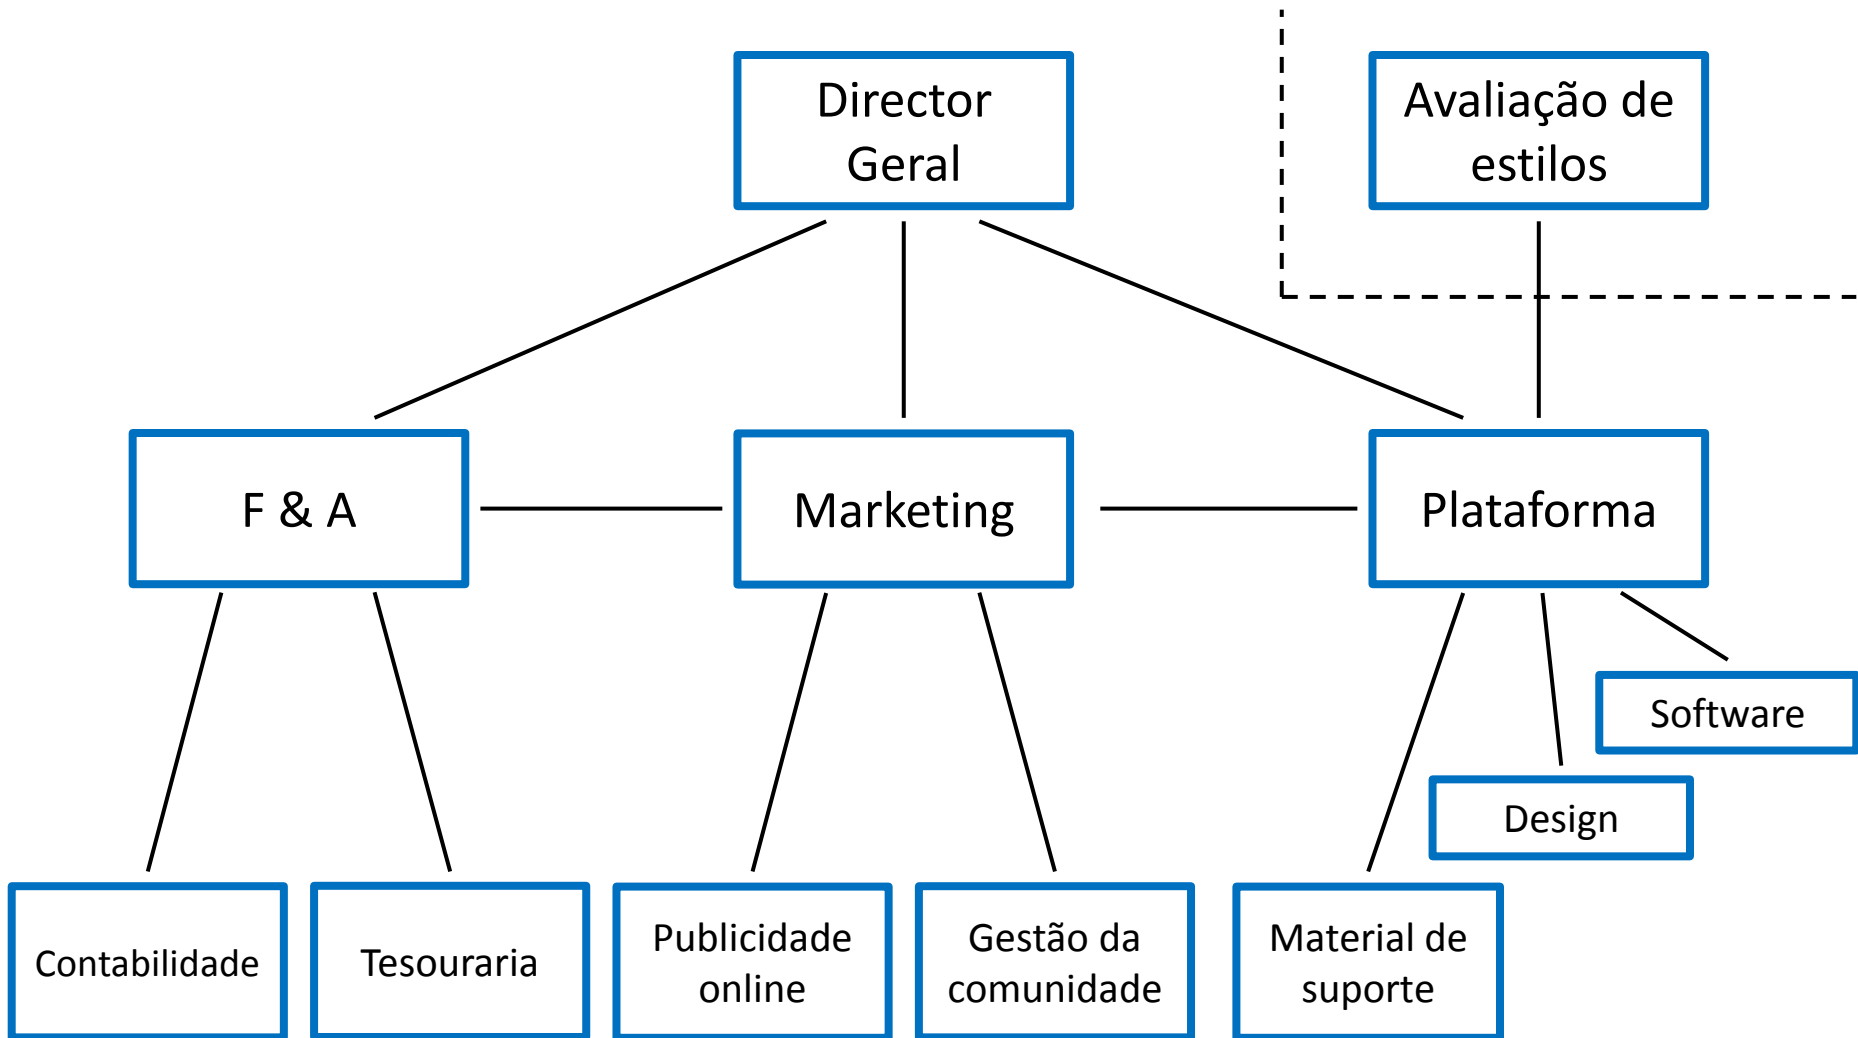 Director
Geral
Avaliação de
estilos
F & A
Marketing
Plataforma
Software
Design
Contabilidade
Tesouraria
Publicidade
online
Gestão da
comunidade
Material de
suporte